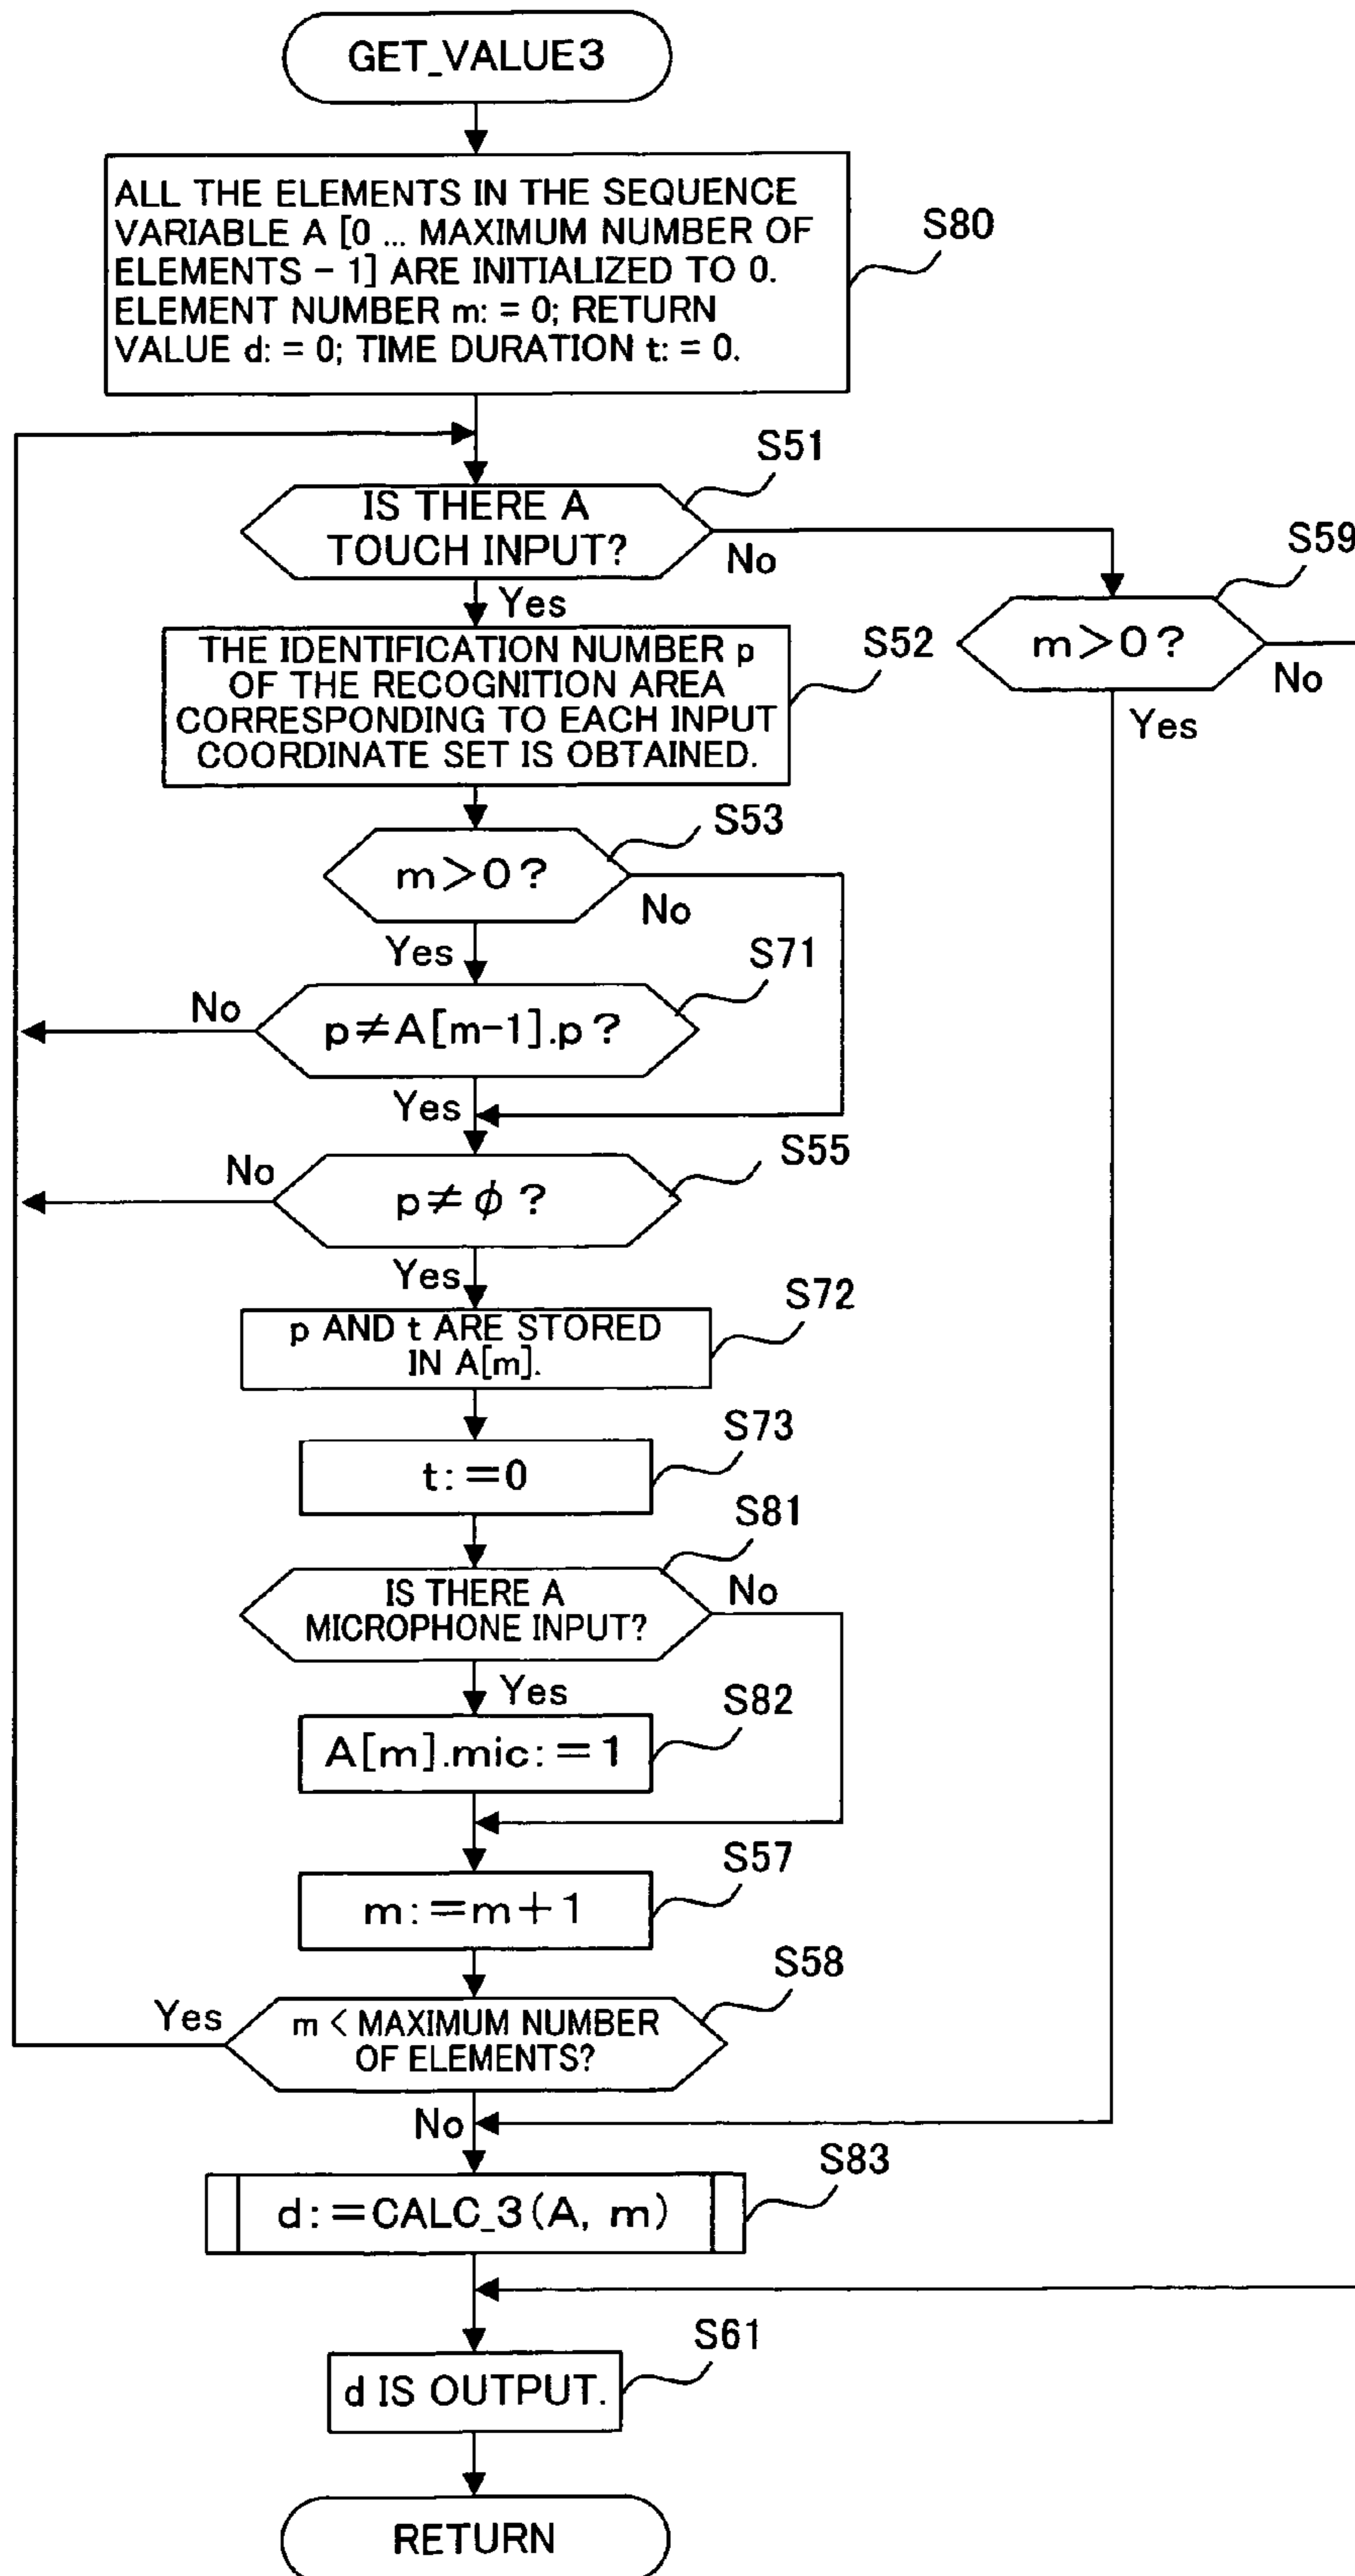 GET_VALUE3
ALL THE ELEMENTS IN THE SEQUENCE
VARIABLE A [0 ... MAXIMUM NUMBER OF
ELEMENTS - 1] ARE INITIALIZED TO 0.
ELEMENT NUMBER m: = 0; RETURN
VALUE d: = 0; TIME DURATION t: = 0.
S80
S51
IS THERE A
TOUCH INPUT?
No
Yes
S59
m>0?
No
Yes
S52
THE IDENTIFICATION NUMBER p
OF THE RECOGNITION AREA
CORRESPONDING TO EACH INPUT
COORDINATE SET IS OBTAINED.
S53
m>0?
No
Yes
S71
No
p≠A[m-1].p?
Yes
S55
No
p≠φ?
Yes
S72
p AND t ARE STORED
IN A[m].
S73
t:=0
S81
IS THERE A
MICROPHONE INPUT?
No
Yes
S82
A[m].mic:=1
S57
m:=m+1
S58
Yes
m < MAXIMUM NUMBER
OF ELEMENTS?
No
S83
d:=CALC_3(A, m)
S61
d IS OUTPUT.
RETURN